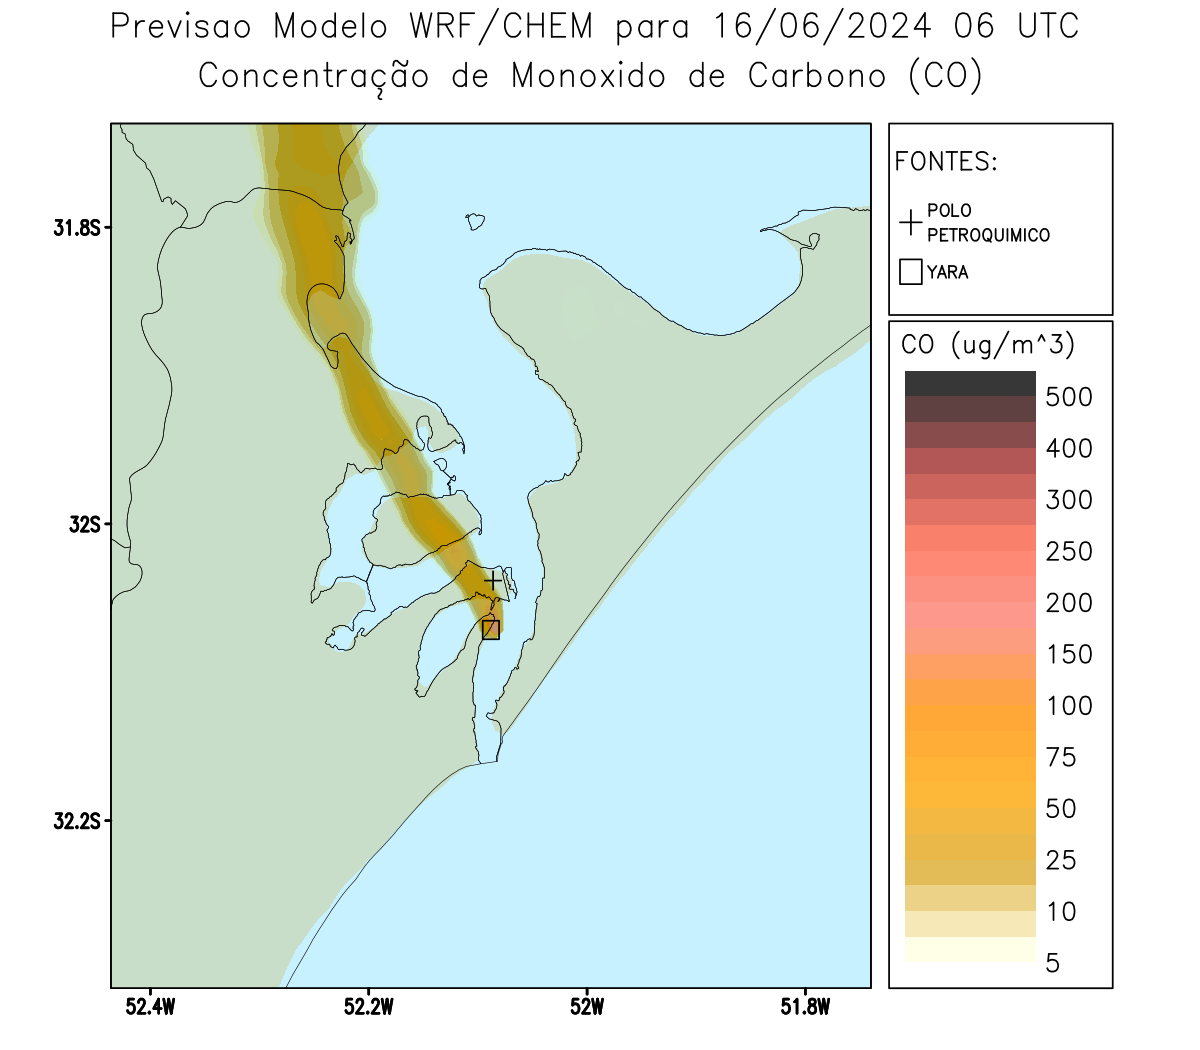 Previsao Modelo WRF/CHEM para 16/06/2024 06 UTC
Concentração de Monoxido de Carbono (CO)
FONTES:
POLO
PETROQUIMICO
YARA
CO (ug/m^3)
500
400
300
250
200
150
100
75
50
25
10
5
31.8S
32S
32.2S
52.4W
52.2W
52W
51.8W